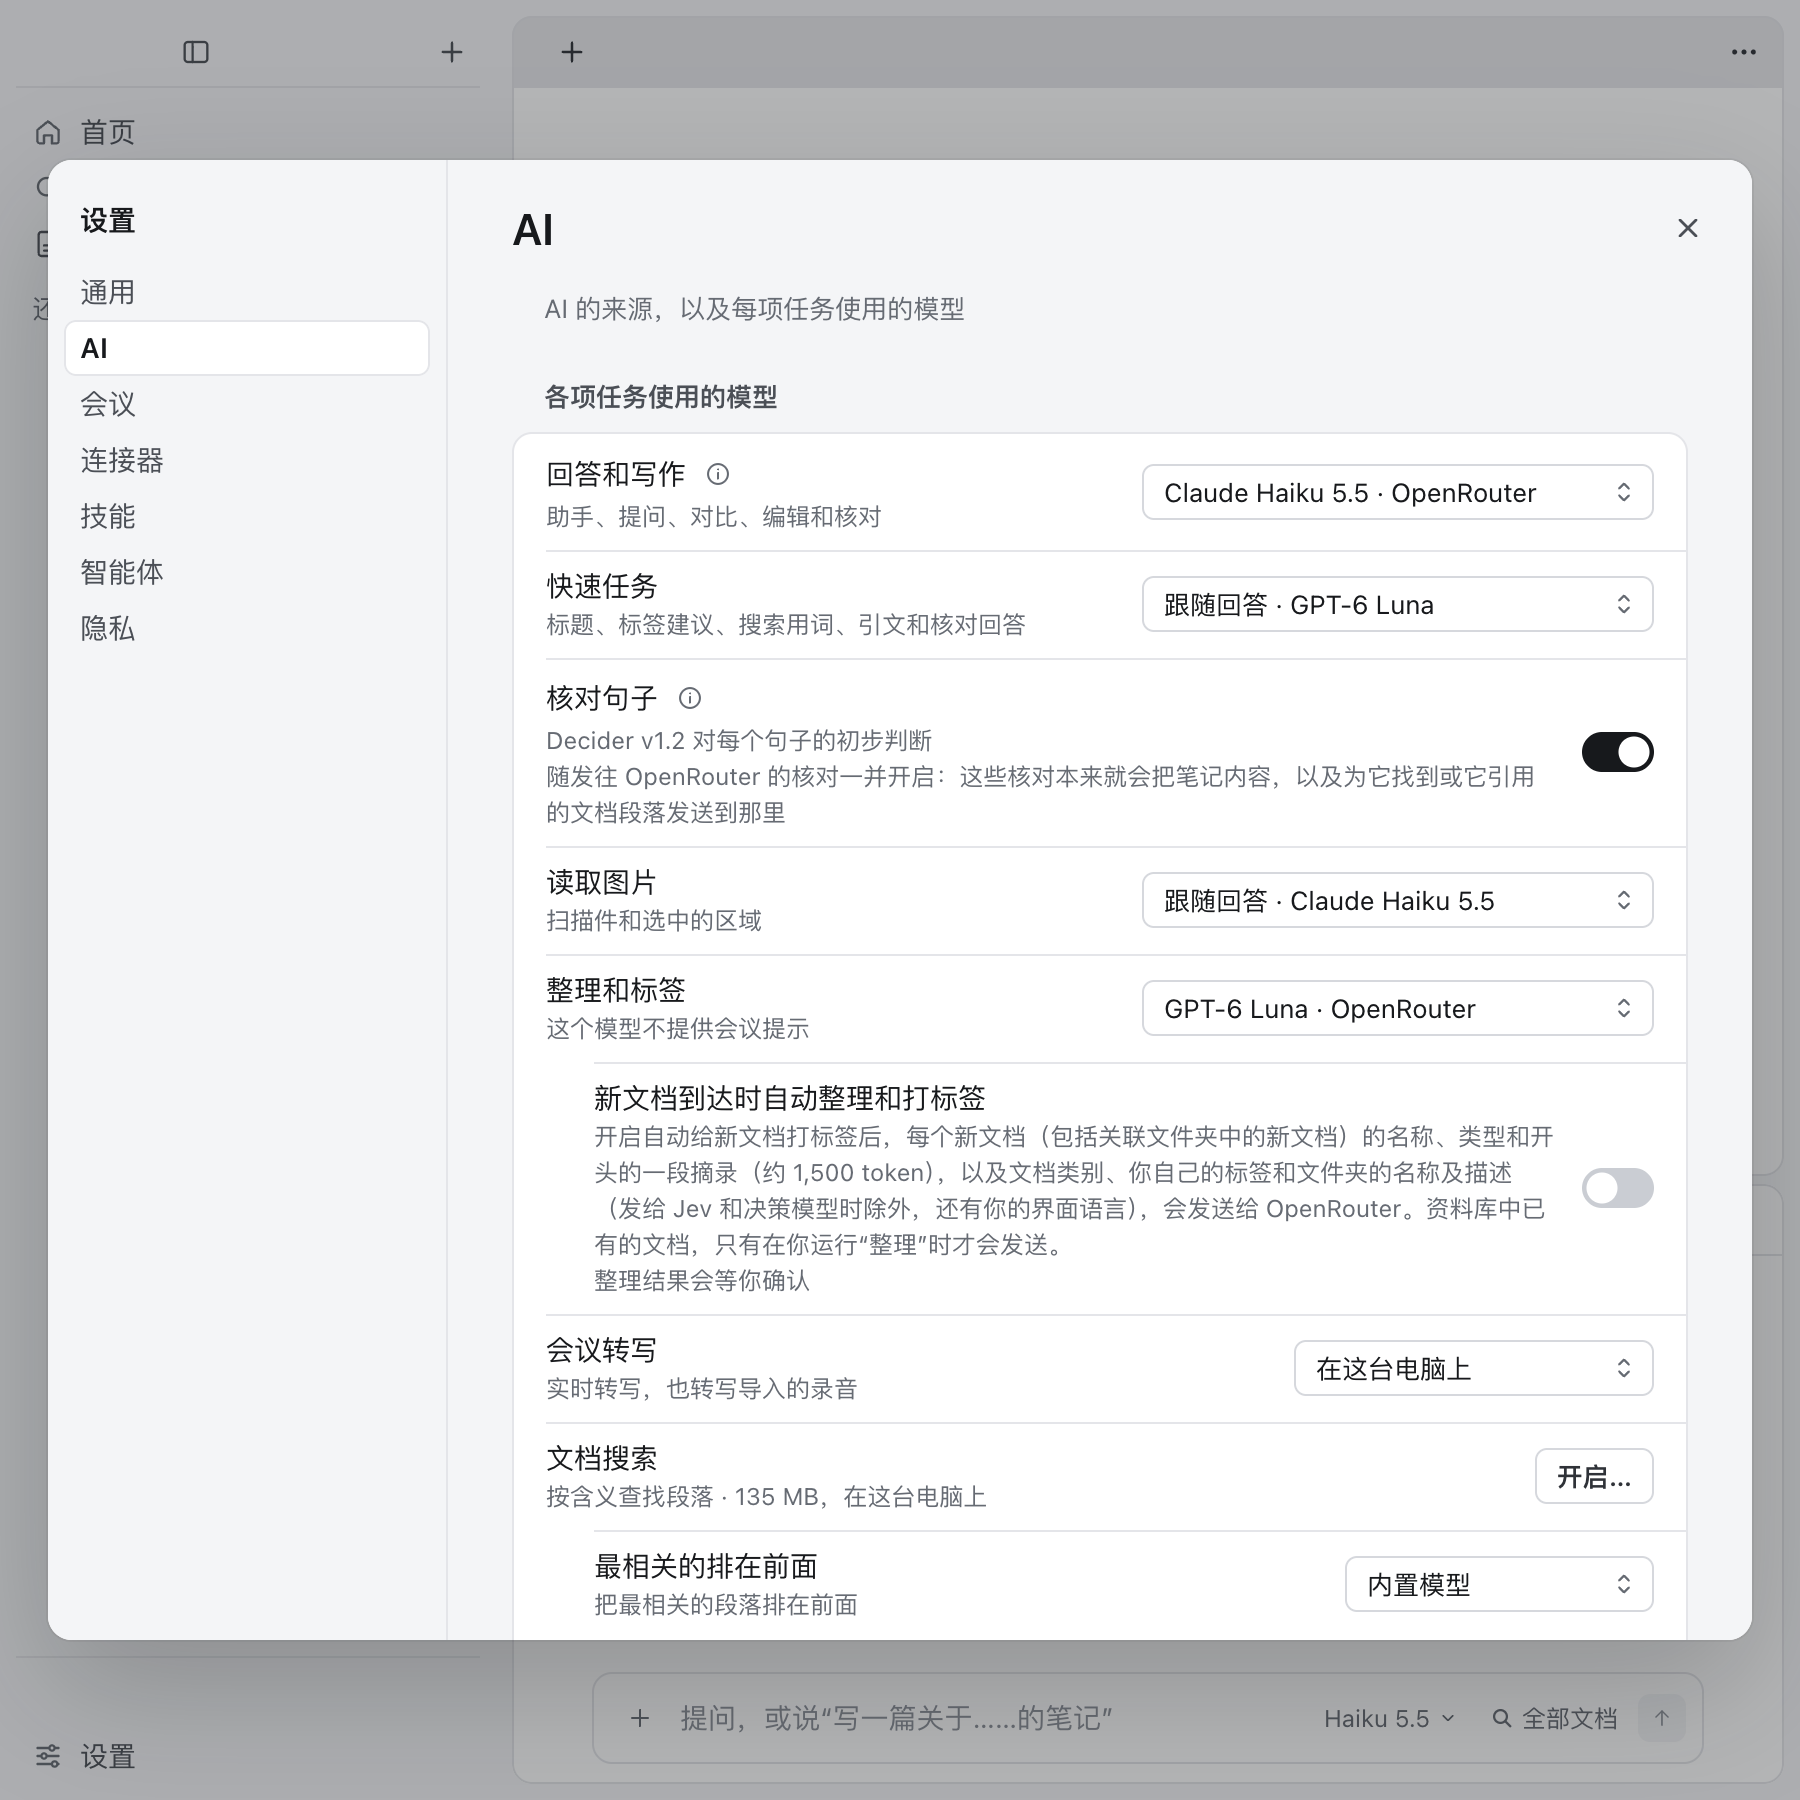 首页
还
设置
通用
AI
会议
连接器
技能
智能体
隐私
AI
AI 的来源，以及每项任务使用的模型
各项任务使用的模型
回答和写作
助手、提问、对比、编辑和核对
Claude Haiku 5.5 · OpenRouter
快速任务
标题、标签建议、搜索用词、引文和核对回答
跟随回答 · GPT-6 Luna
核对句子
Decider v1.2 对每个句子的初步判断
随发往 OpenRouter 的核对一并开启：这些核对本来就会把笔记内容，以及为它找到或它引用
的文档段落发送到那里
读取图片
扫描件和选中的区域
跟随回答 · Claude Haiku 5.5
整理和标签
这个模型不提供会议提示
GPT-6 Luna · OpenRouter
新文档到达时自动整理和打标签
开启自动给新文档打标签后，每个新文档（包括关联文件夹中的新文档）的名称、类型和开
头的一段摘录（约 1,500 token），以及文档类别、你自己的标签和文件夹的名称及描述
（发给 Jev 和决策模型时除外，还有你的界面语言），会发送给 OpenRouter。资料库中已
有的文档，只有在你运行“整理”时才会发送。
整理结果会等你确认
会议转写
实时转写，也转写导入的录音
在这台电脑上
文档搜索
按含义查找段落 · 135 MB，在这台电脑上
开启...
最相关的排在前面
把最相关的段落排在前面
内置模型
提问，或说“写一篇关于……的笔记”
Haiku 5.5
全部文档
设置